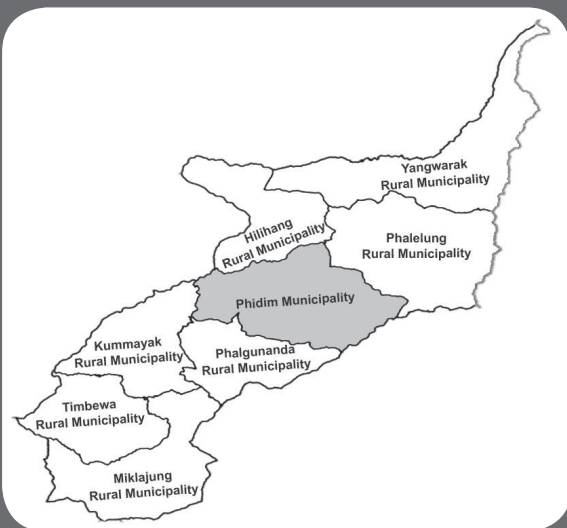 Yangwarak
Rural Municipality
Hilihang
Rural Municipality
Phalelung
Rural Municipality
Phidim Municipality
Kummayak
Rural Municipality
Phalgunanda
Rural Municipality
Timbewa
Rural Municipality
Miklajung
Rural Municipality